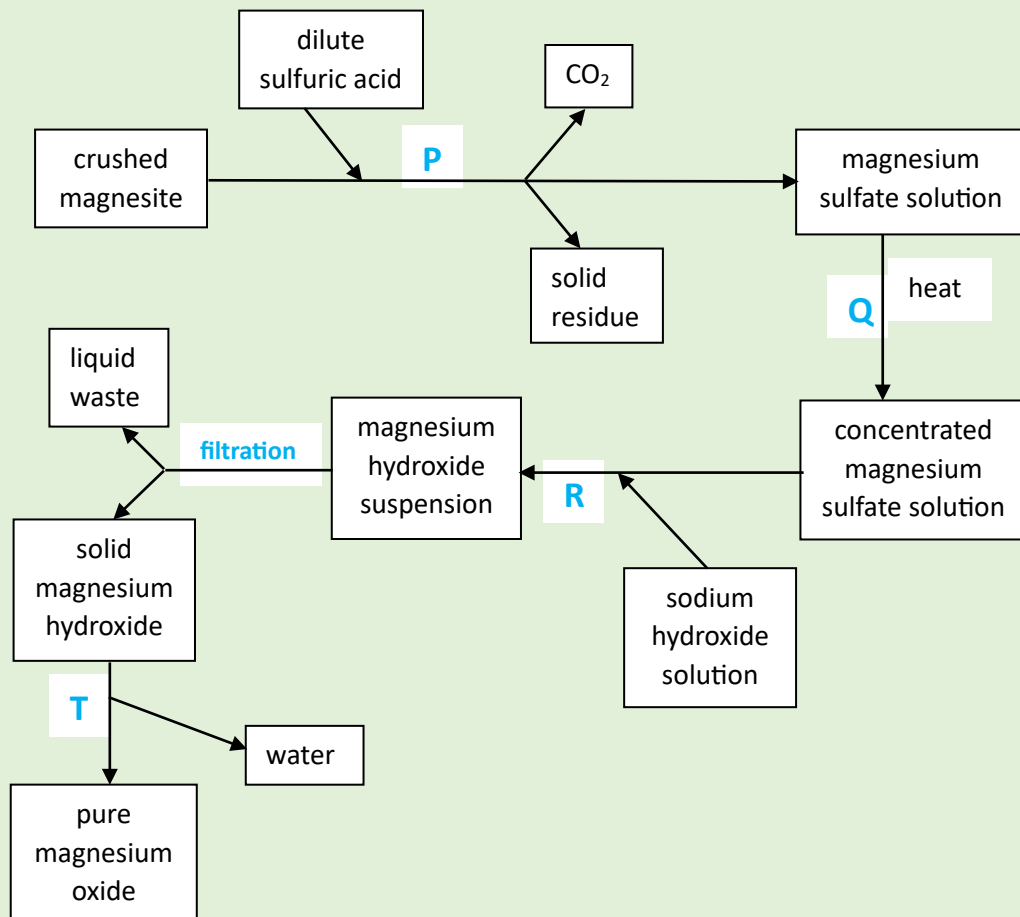 dilute
sulfuric acid
CO₂
crushed
magnesite
P
magnesium
sulfate solution
solid
residue
Q
heat
liquid
waste
filtration
magnesium
hydroxide
suspension
R
concentrated
magnesium
sulfate solution
solid
magnesium
hydroxide
sodium
hydroxide
solution
T
water
pure
magnesium
oxide